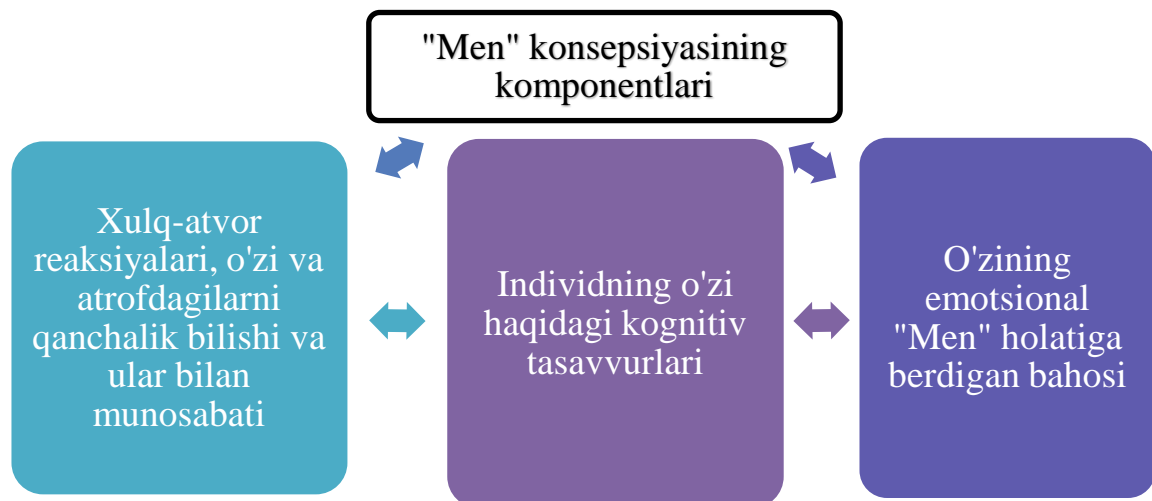 "Men" konsepsiyasining
komponentlari
Xulq-atvor
reaksiyalari, o'zi va
atrofdagilarni
qanchalik bilishi va
ular bilan
munosabati
Individning o'zi
haqidagi kognitiv
tasavvurlari
O'zining
emotsional
"Men" holatiga
berdigan bahosi